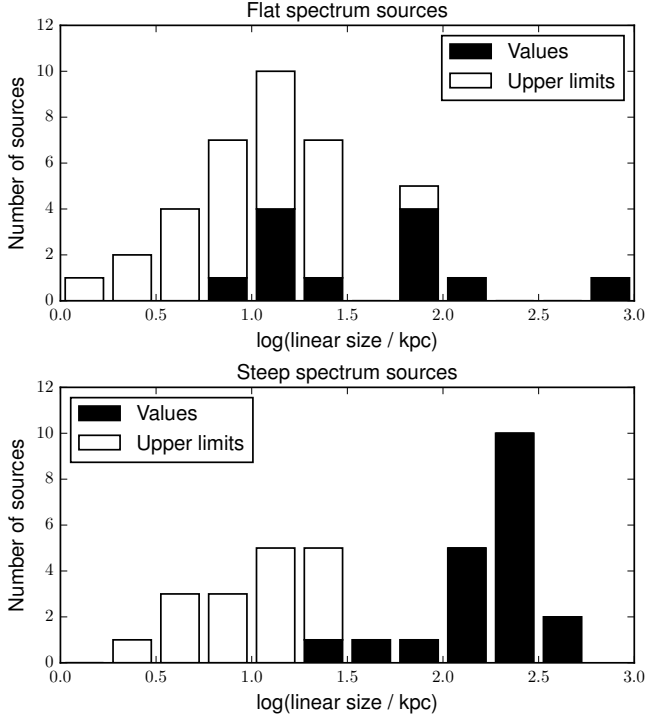 Flat spectrum sources
12
10
8
6
4
2
0
Number of sources
Values
Upper limits
0.0 0.5 1.0 1.5 2.0 2.5 3.0
log(linear size / kpc)
Steep spectrum sources
12
10
8
6
4
2
0
Number of sources
Values
Upper limits
0.0 0.5 1.0 1.5 2.0 2.5 3.0
log(linear size / kpc)